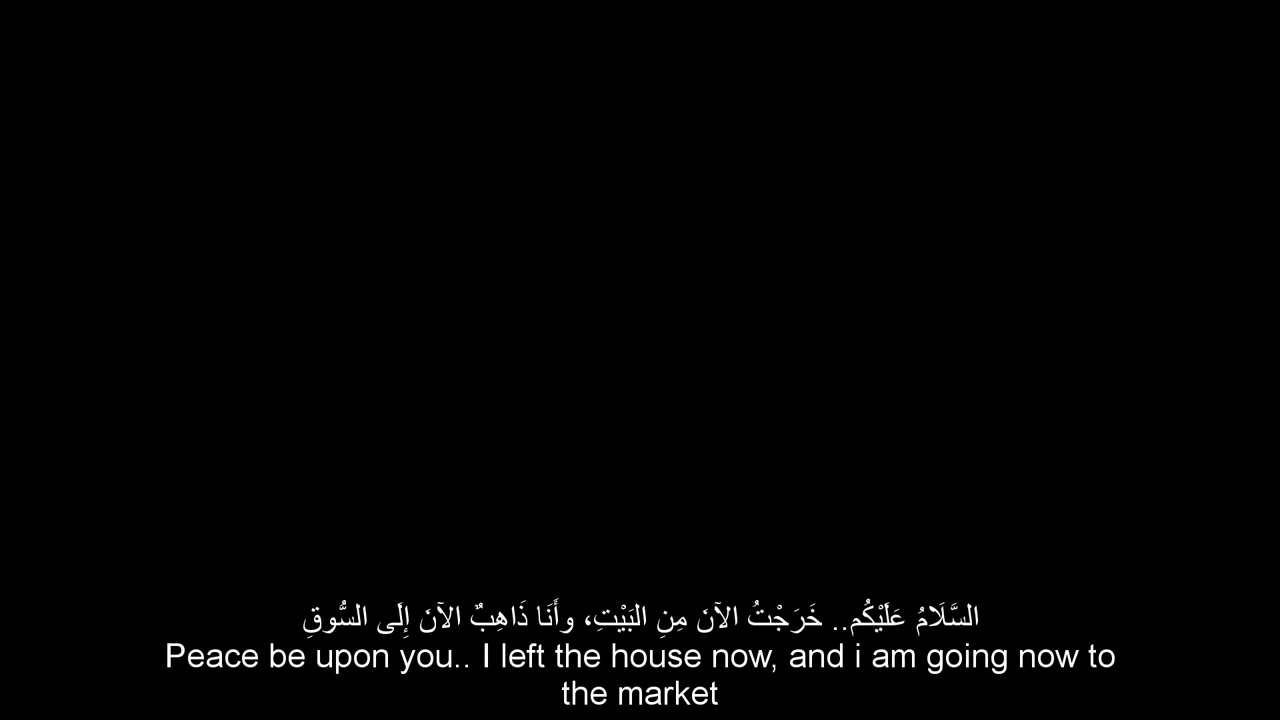 السَّلَامُ عَلَيْكُم.. خَرَجْتُ الآنَ مِنِ البَيْتِ، وأَنَا ذَاهِبٌ الآنَ إِلَى السُّوقِ
Peace be upon you.. I left the house now, and i am going now to
the market